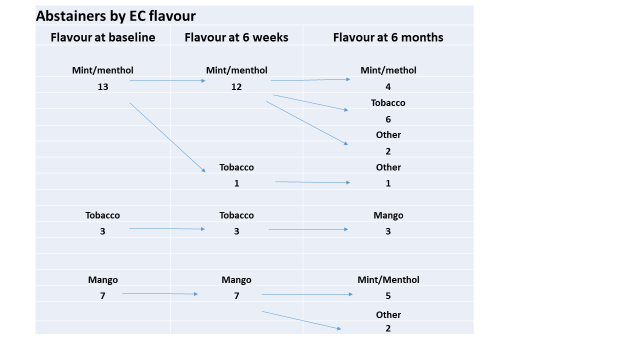 Abstainers by EC flavour
Flavour at baseline Flavour at 6 weeks Flavour at 6 months
Mint/menthol Mint/menthol Mint/methol
13 12 4
Tobacco
6
Other
2
Tobacco Other
1 1
Tobacco Tobacco Mango
3 3 3
Mango Mango Mint/Menthol
7 7 5
Other
2